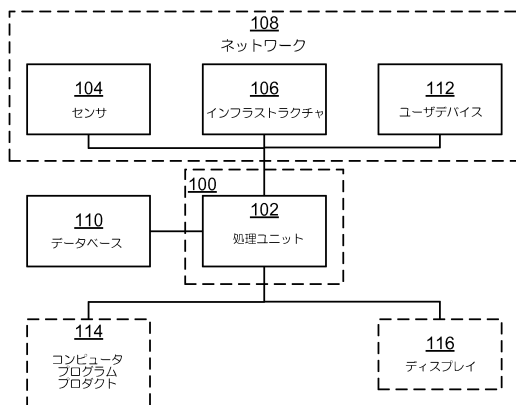 108
ネットワーク
104
センサ
106
インフラストラクチャ
112
ユーザデバイス
100
102
処理ユニット
110
データベース
114
コンピュータ
プログラム
プロダクト
116
ディスプレイ